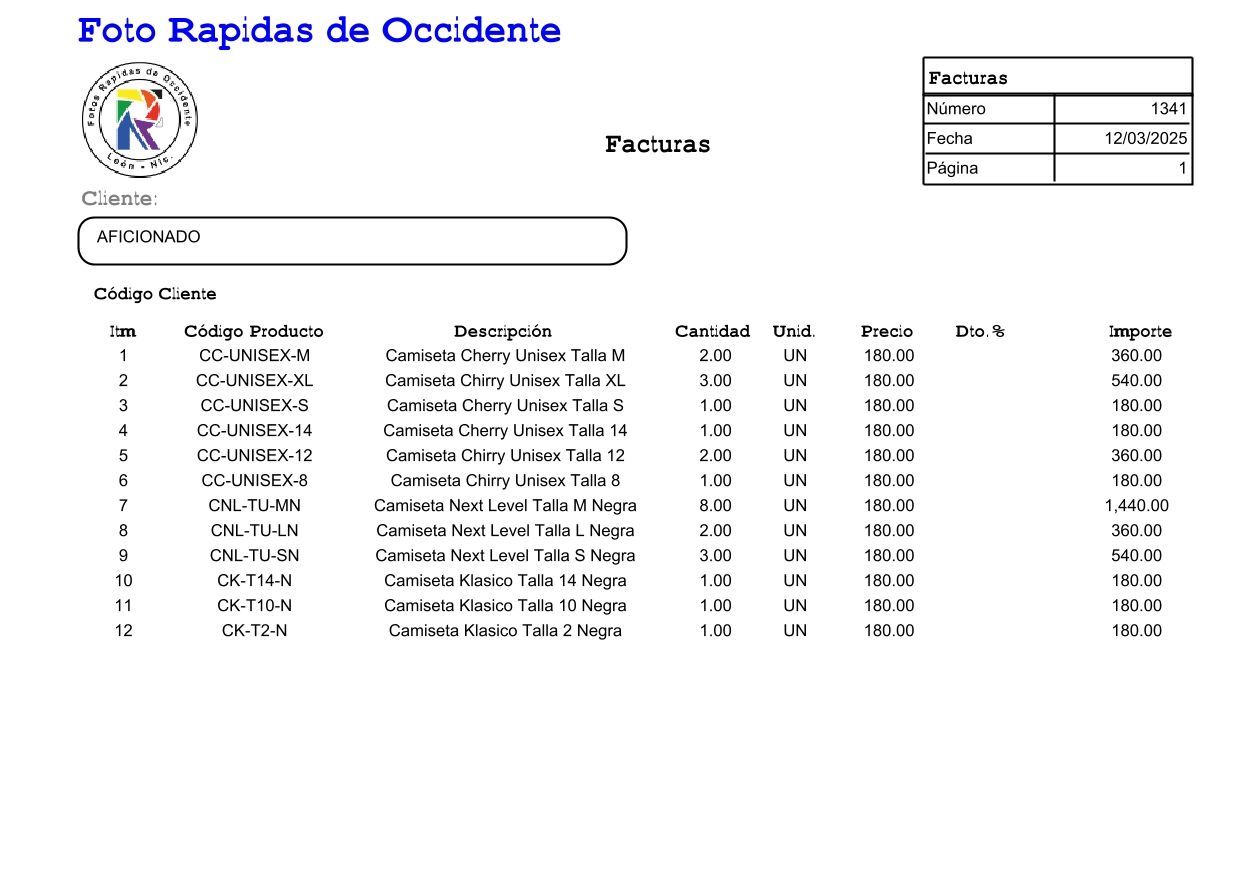 Foto Rapidas de Occidente
Fotos Rapidas de Occidente
León - Nic.
Facturas
Número 1341
Fecha 12/03/2025
Página 1
Facturas
Cliente:
AFICIONADO
Código Cliente
Itm Código Producto Descripción Cantidad Unid. Precio Dto.% Importe
1 CC-UNISEX-M Camiseta Cherry Unisex Talla M 2.00 UN 180.00 360.00
2 CC-UNISEX-XL Camiseta Chirry Unisex Talla XL 3.00 UN 180.00 540.00
3 CC-UNISEX-S Camiseta Cherry Unisex Talla S 1.00 UN 180.00 180.00
4 CC-UNISEX-14 Camiseta Cherry Unisex Talla 14 1.00 UN 180.00 180.00
5 CC-UNISEX-12 Camiseta Chirry Unisex Talla 12 2.00 UN 180.00 360.00
6 CC-UNISEX-8 Camiseta Chirry Unisex Talla 8 1.00 UN 180.00 180.00
7 CNL-TU-MN Camiseta Next Level Talla M Negra 8.00 UN 180.00 1,440.00
8 CNL-TU-LN Camiseta Next Level Talla L Negra 2.00 UN 180.00 360.00
9 CNL-TU-SN Camiseta Next Level Talla S Negra 3.00 UN 180.00 540.00
10 CK-T14-N Camiseta Klasico Talla 14 Negra 1.00 UN 180.00 180.00
11 CK-T10-N Camiseta Klasico Talla 10 Negra 1.00 UN 180.00 180.00
12 CK-T2-N Camiseta Klasico Talla 2 Negra 1.00 UN 180.00 180.00